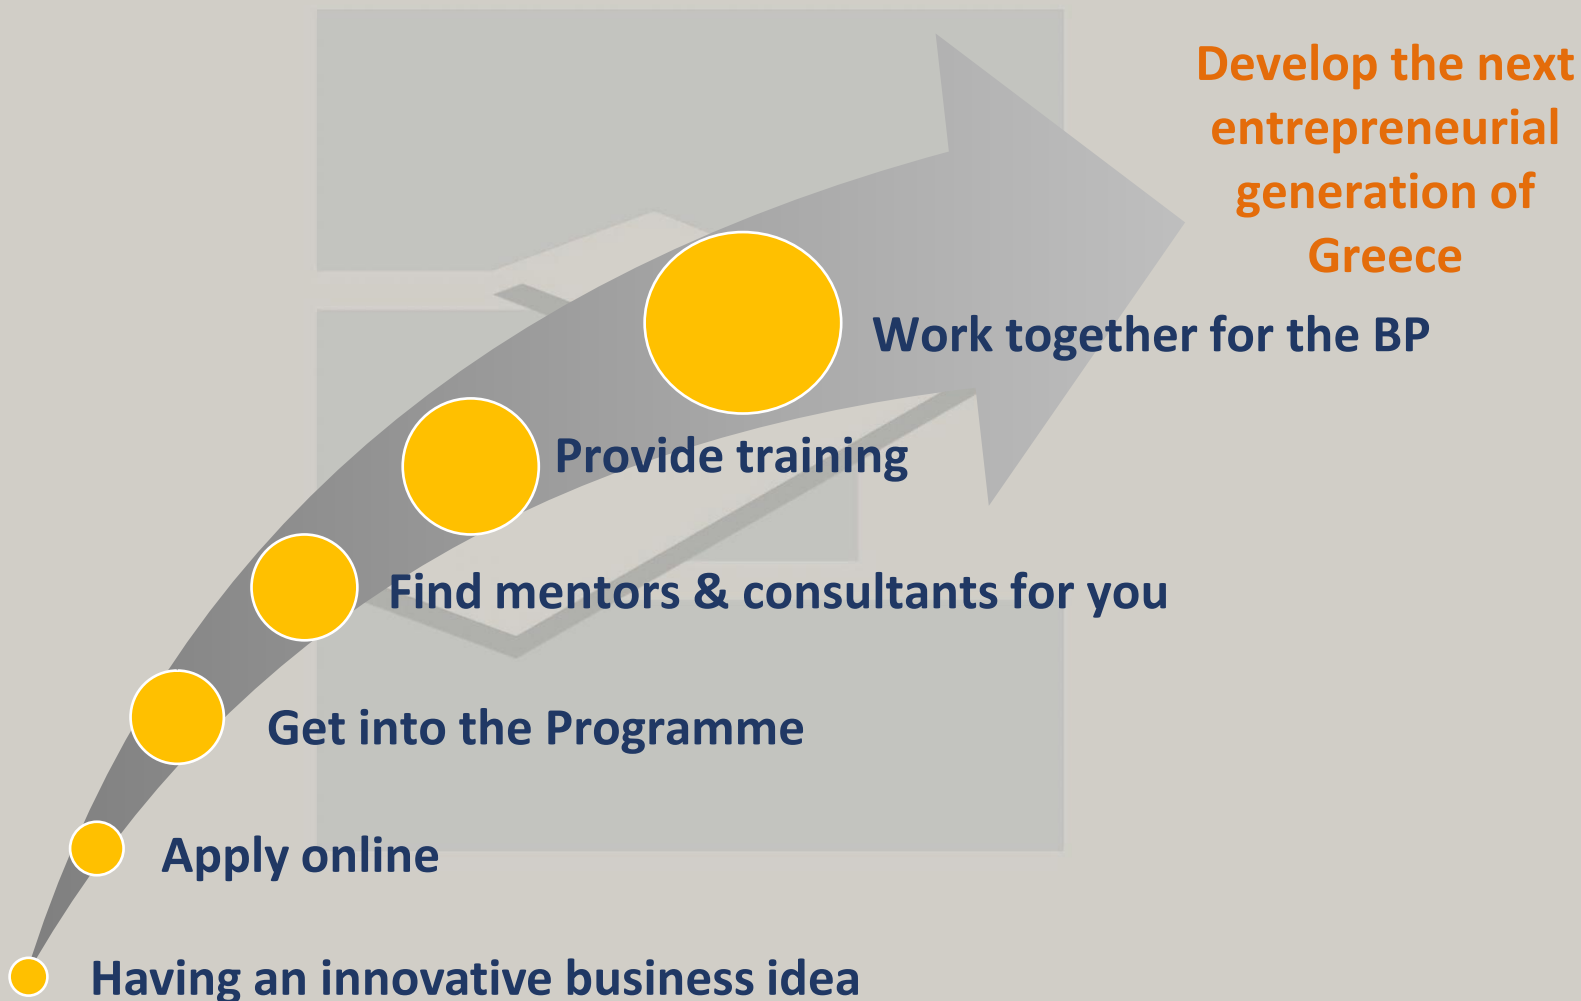 Develop the next
entrepreneurial
generation of
Greece
Work together for the BP
Provide training
Find mentors & consultants for you
Get into the Programme
Apply online
Having an innovative business idea